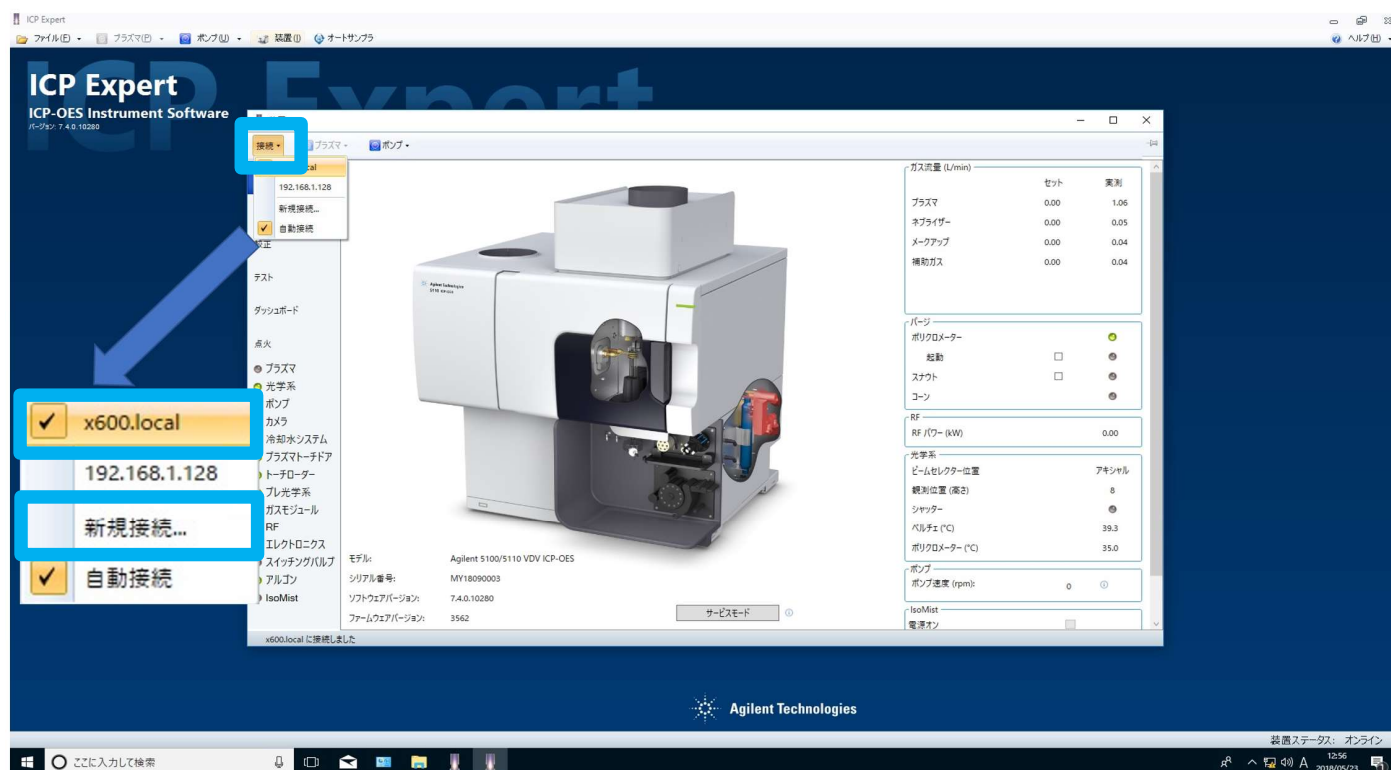 ICP Expert
ファイル(F)
プラズマ(P)
ポンプ(U)
装置(I)
オートサンプラ
ヘルプ(H)
ICP Expert
ICP Expert
ICP-OES Instrument Software
バージョン: 7.4.0.10280
接続
プラズマ
ポンプ
192.168.1.128
新規接続...
自動接続
校正
テスト
ダッシュボード
点火
プラズマ
光学系
ポンプ
カメラ
冷却水システム
プラズマトーチドア
トーチローダー
プレ光学系
ガスモジュール
RF
エレクトロニクス
スイッチングバルブ
アルゴン
IsoMist
x600.local
192.168.1.128
新規接続...
自動接続
Agilent Technologies
モデル: Agilent 5100/5110 VDV ICP-OES
シリアル番号: MY18090003
ソフトウェアバージョン: 7.4.0.10280
ファームウェアバージョン: 3562
サービスモード
ガス流量 (L/min)
セット 実測
プラズマ 0.00 1.06
ネブライザー 0.00 0.05
メークアップ 0.00 0.04
補助ガス 0.00 0.04
パージ
ポリクロメーター
起動
スナウト
コーン
RF
RF パワー (kW) 0.00
光学系
ビームセレクター位置 アキシャル
観測位置 (高さ) 8
シャッター
ペルチェ (°C) 39.3
ポリクロメーター (°C) 35.0
ポンプ
ポンプ速度 (rpm): 0
IsoMist
電源オン
x600.local に接続しました
Agilent Technologies
装置ステータス: オンライン
ここに入力して検索
A
12:56
2018/05/23